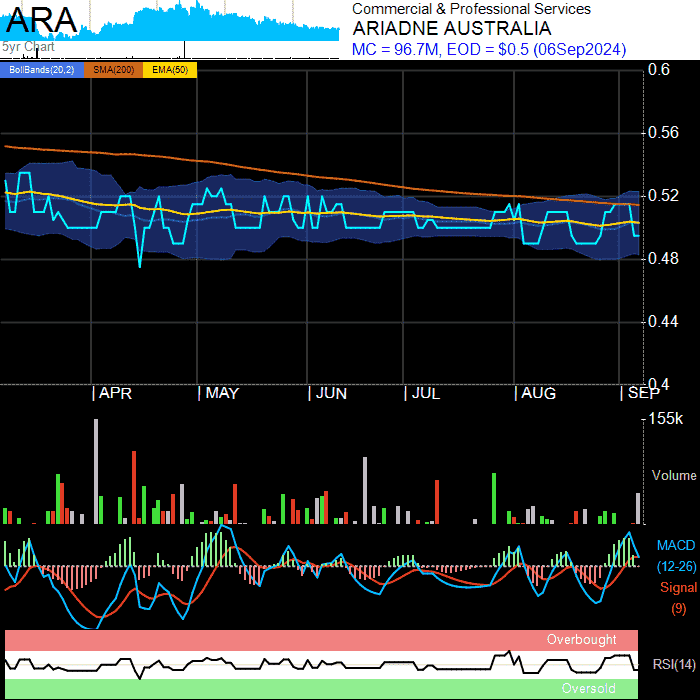 ARA
5yr Chart
Commercial & Professional Services
ARIADNE AUSTRALIA
MC = 96.7M, EOD = $0.5 (06Sep2024)
BollBands(20,2) SMA(200) EMA(50)
0.6
0.56
0.52
0.48
0.44
0.4
APR MAY JUN JUL AUG SEP
155k
Volume
MACD
(12-26)
Signal
(9)
Overbought
RSI(14)
Oversold